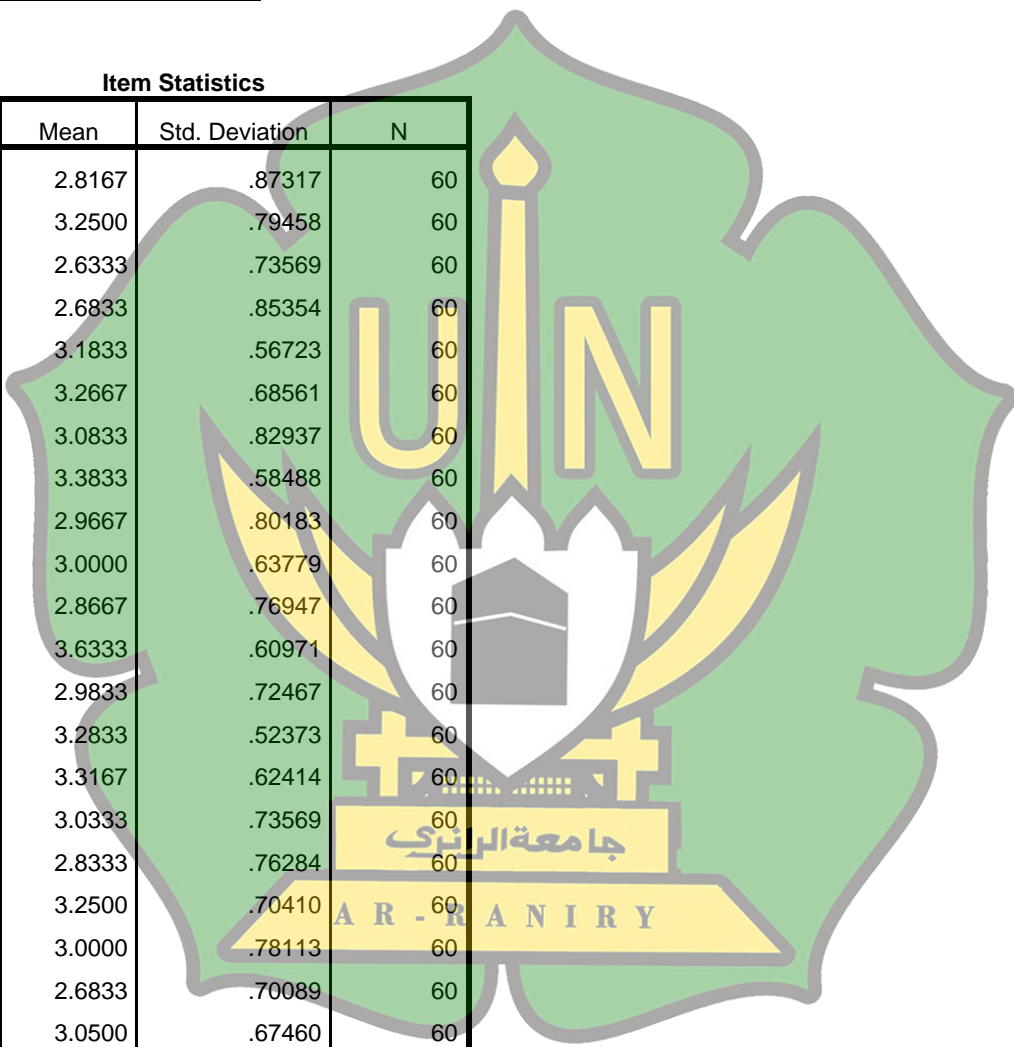 Item Statistics
Mean Std. Deviation N
2.8167 .87317 60
3.2500 .79458 60
2.6333 .73569 60
2.6833 .85354 60
3.1833 .56723 60
3.2667 .68561 60
3.0833 .82937 60
3.3833 .58488 60
2.9667 .80183 60
3.0000 .63779 60
2.8667 .76947 60
3.6333 .60971 60
2.9833 .72467 60
3.2833 .52373 60
3.3167 .62414 60
3.0333 .73569 60
2.8333 .76284 60
3.2500 .70410 60
3.0000 .78113 60
2.6833 .70089 60
3.0500 .67460 60
UIN
جامعةالرانري
AR-RANIRY